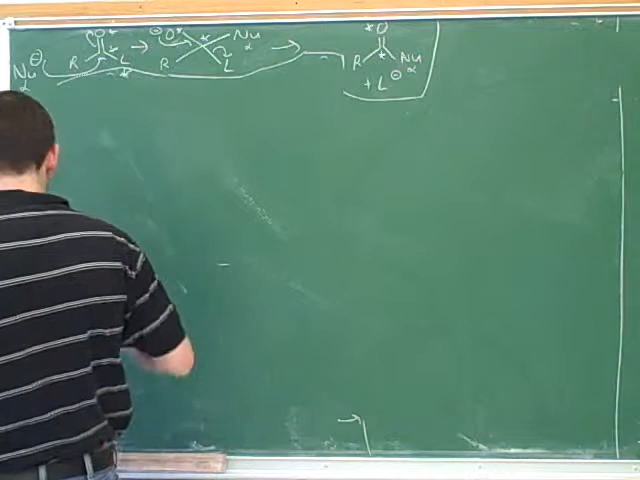 ⊖ O* → ⊖ O* * Nu α → *O
R * L R L R * Nu α
Nu ⊖ α * + L ⊖
→